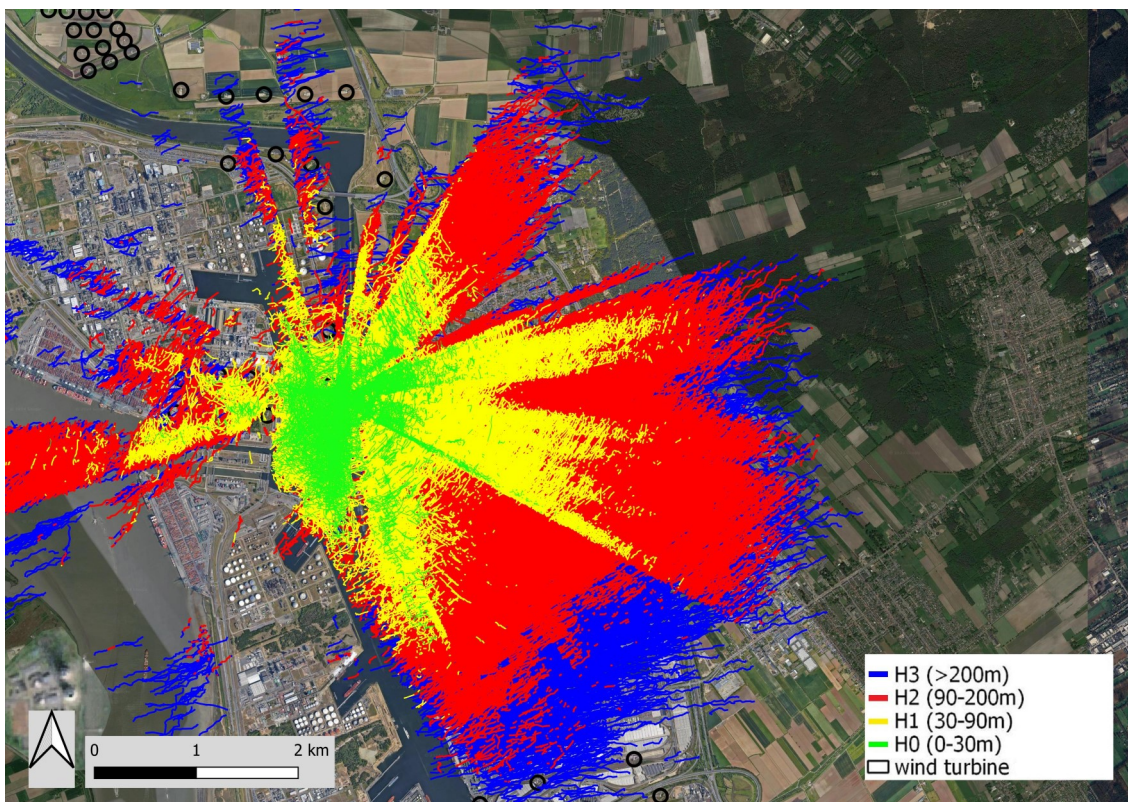 H3 (>200m)
H2 (90-200m)
H1 (30-90m)
H0 (0-30m)
wind turbine
0 1 2 km